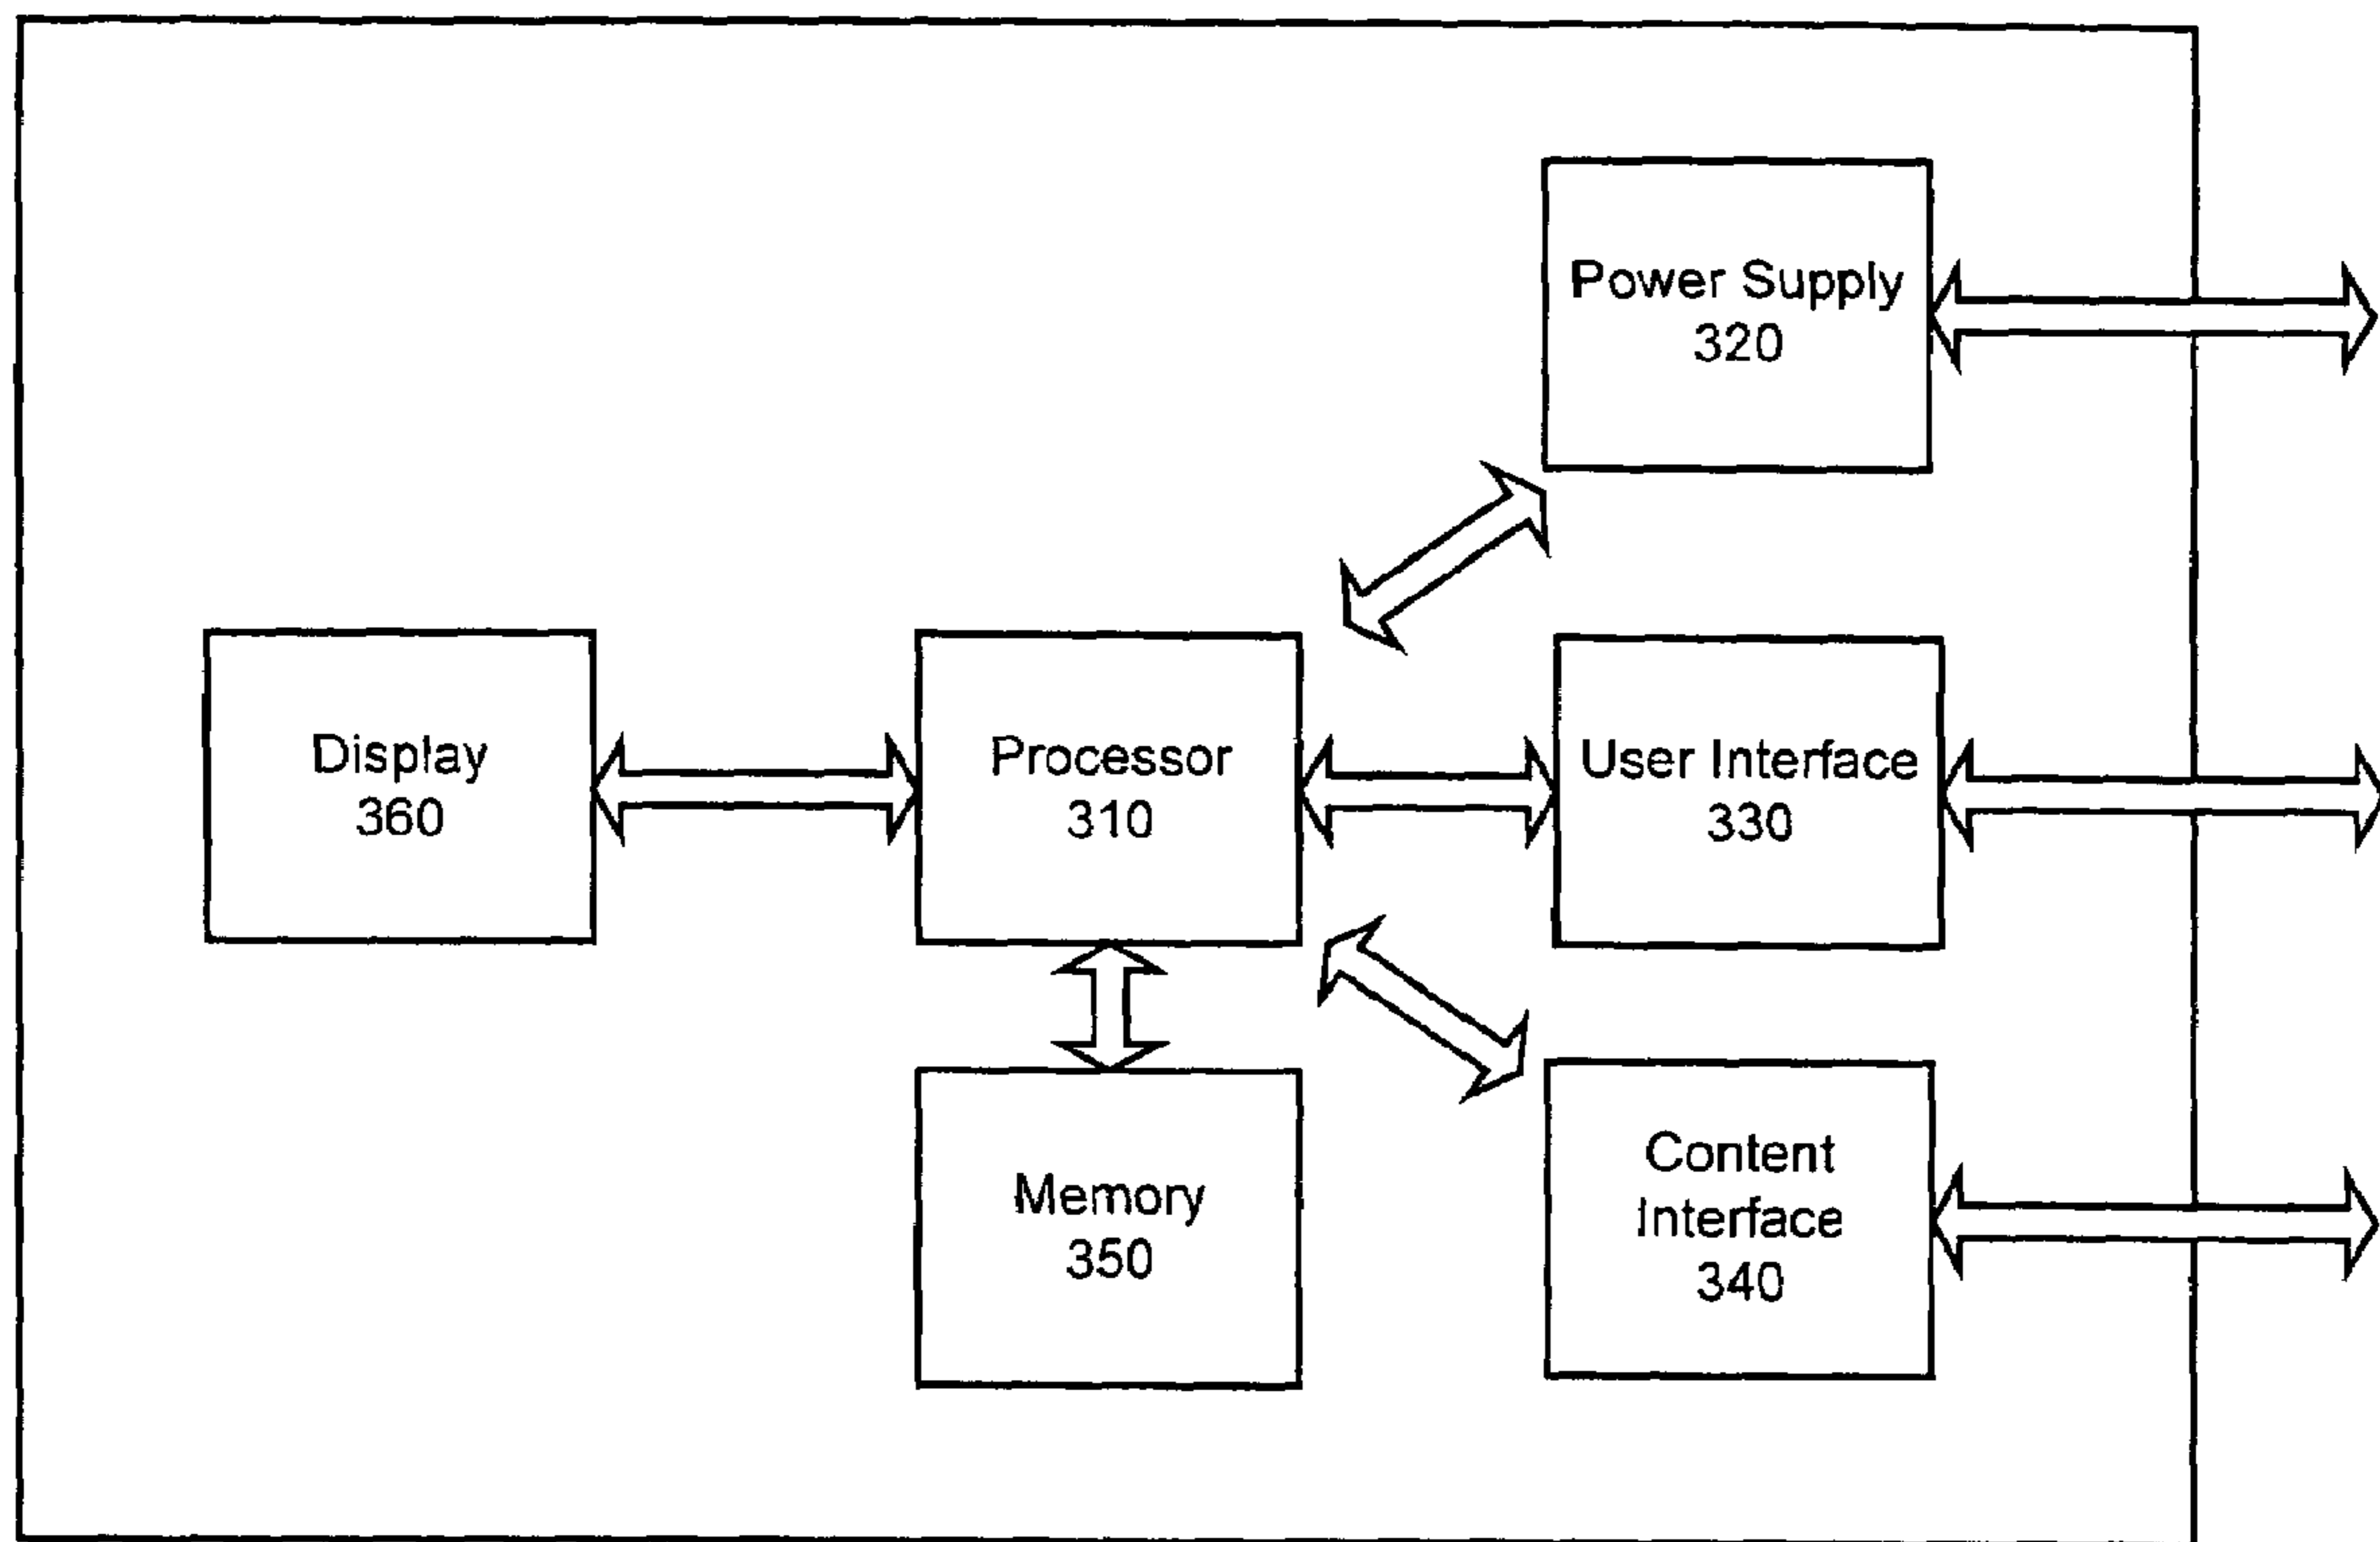 Power Supply
320
Display
360
Processor
310
User Interface
330
Memory
350
Content
Interface
340